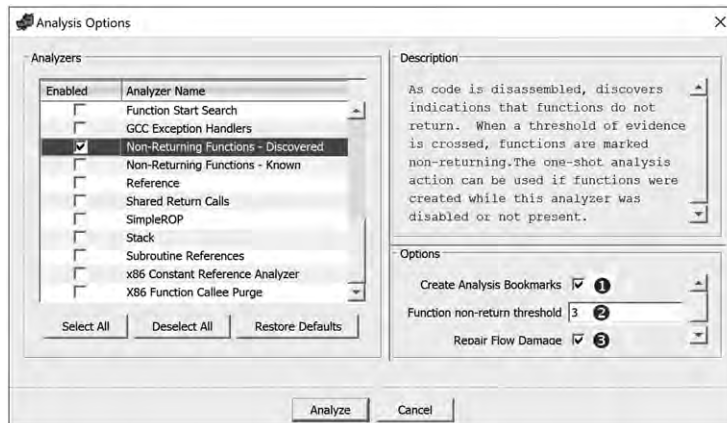 Analysis Options
Analyzers
Enabled Analyzer Name
Function Start Search
GCC Exception Handlers
Non-Returning Functions - Discovered
Non-Returning Functions - Known
Reference
Shared Return Calls
SimpleROP
Stack
Subroutine References
x86 Constant Reference Analyzer
X86 Function Callee Purge
Select All Deselect All Restore Defaults
Description
As code is disassembled, discovers
indications that functions do not
return. When a threshold of evidence
is crossed, functions are marked
non-returning.The one-shot analysis
action can be used if functions were
created while this analyzer was
disabled or not present.
Options
Create Analysis Bookmarks ❶
Function non-return threshold 3 ❷
Repair Flow Damage ❸
Analyze Cancel